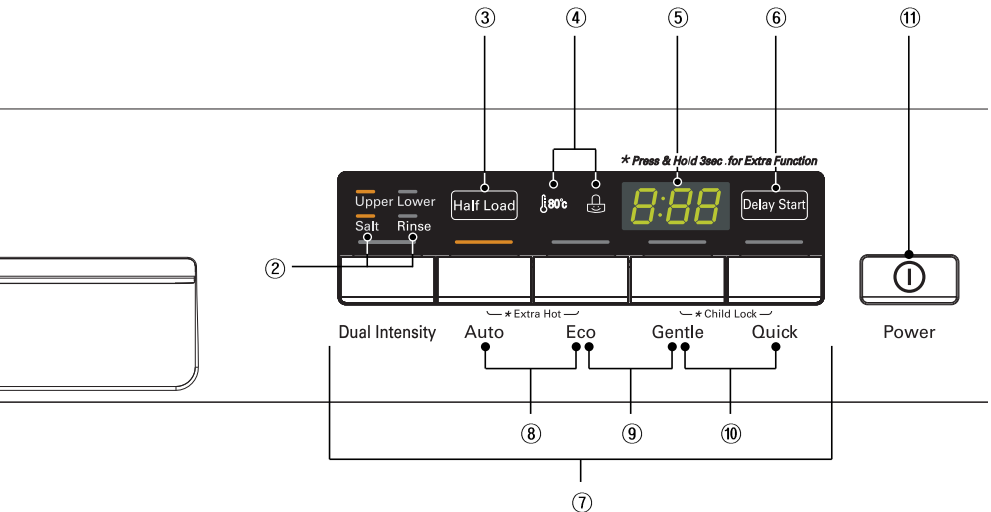 ③ ④ ⑤ ⑥ ⑪
* Press & Hold 3sec .for Extra Function
Upper Lower
Half Load 80℃ 8:88 Delay Start
Salt Rinse
②
* Extra Hot * Child Lock
Dual Intensity Auto Eco Gentle Quick Power
⑧ ⑨ ⑩
⑦